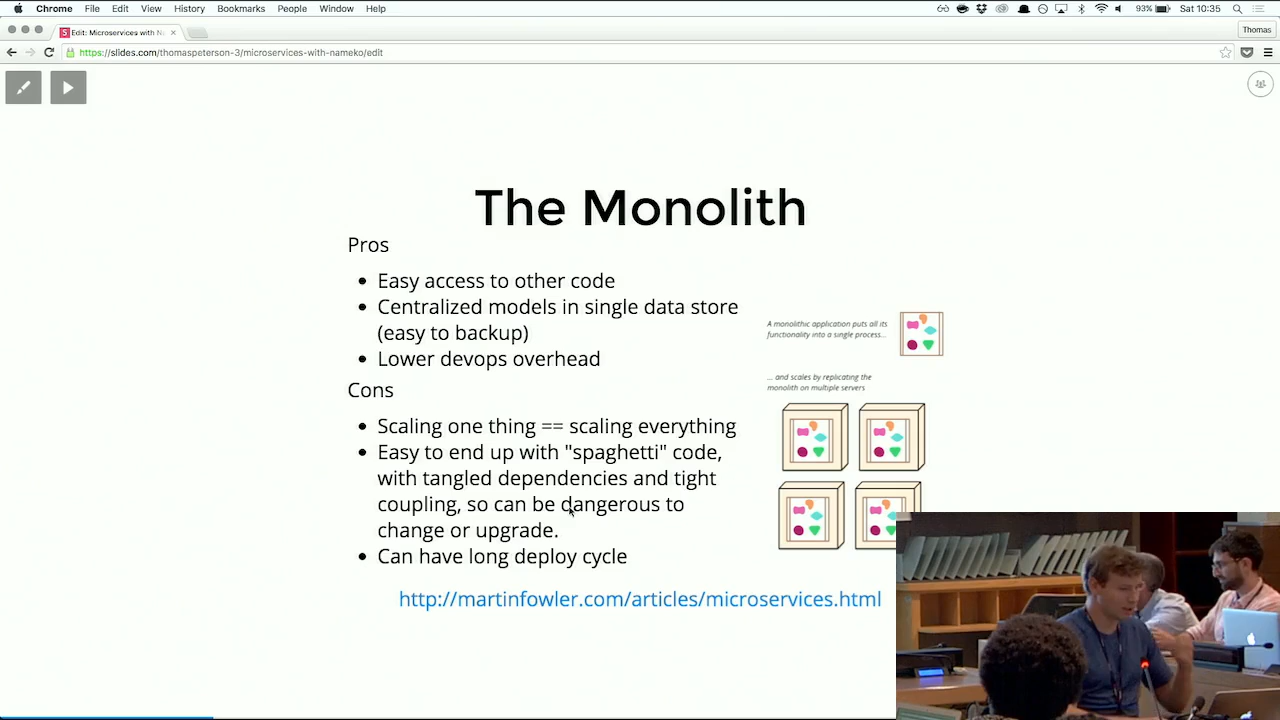 Chrome File Edit View History Bookmarks People Window Help 93% Sat 10:35
Edit: Microservices with N
Thomas
https://slides.com/thomaspeterson-3/microservices-with-nameko/edit
The Monolith
Pros
Easy access to other code
Centralized models in single data store
(easy to backup)
Lower devops overhead
Cons
Scaling one thing == scaling everything
Easy to end up with "spaghetti" code,
with tangled dependencies and tight
coupling, so can be dangerous to
change or upgrade.
Can have long deploy cycle
A monolithic application puts all its
functionality into a single process...
... and scales by replicating the
monolith on multiple servers
http://martinfowler.com/articles/microservices.html